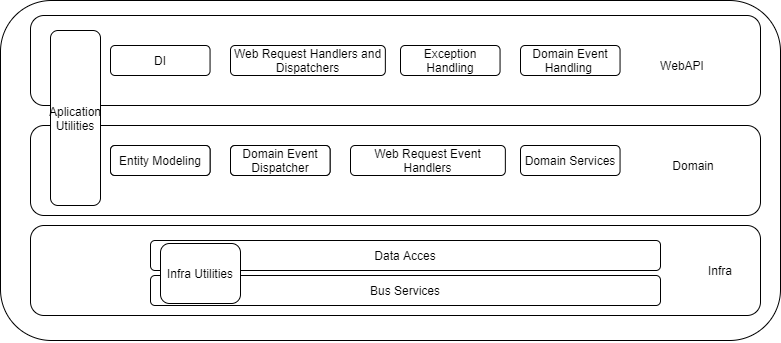 DI
Web Request Handlers and
Dispatchers
Exception
Handling
Domain Event
Handling
WebAPI
Aplication
Utilities
Entity Modeling
Domain Event
Dispatcher
Web Request Event
Handlers
Domain Services
Domain
Data Acces
Infra Utilities
Infra
Bus Services